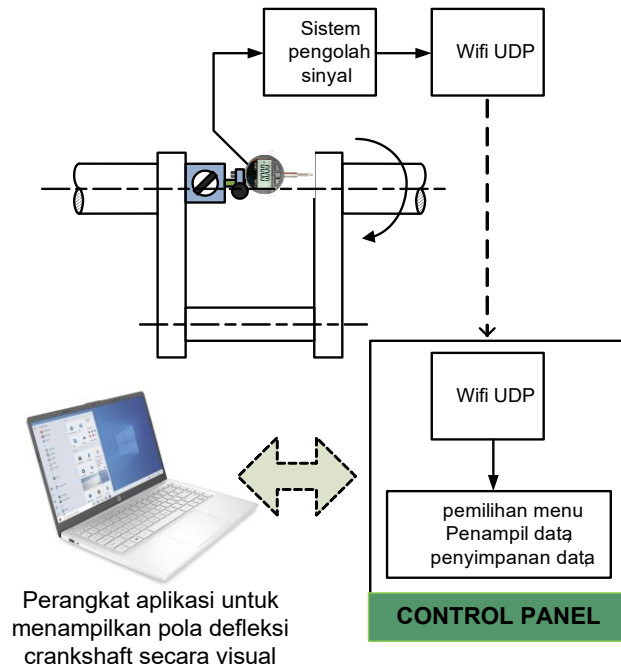 Sistem
pengolah
sinyal
Wifi UDP
Wifi UDP
pemilihan menu
Penampil data,
penyimpanan data,
CONTROL PANEL
Perangkat aplikasi untuk
menampilkan pola defleksi
crankshaft secara visual